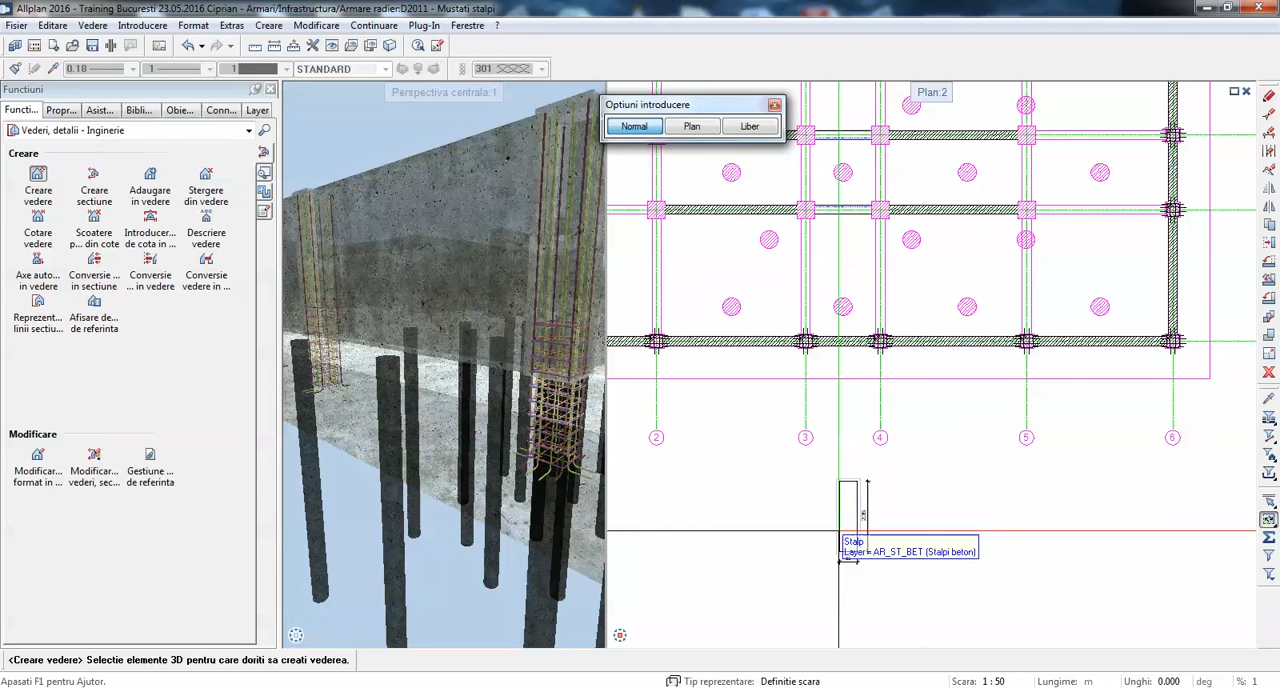 Allplan 2016 - Training Bucuresti 23.05.2016 Ciprian - Armari/Infrastructura/Armare radier:D2011 - Mustati stalpi
Fisier Editare Vedere Introducere Format Extras Creare Modificare Continuare Plug-In Ferestre ?
0.18 1 1 STANDARD 301
Functiuni
Functi... Propr... Asist... Bibli... Obie... Conn... Layer
Vederi, detalii - Inginerie
Creare
Creare vedere
Creare sectiune
Adaugare in vedere
Stergere din vedere
Cotare vedere
Scoatere p... din cote
Introducer... de cota in ...
Descriere vedere
Axe auto... in vedere
Conversie ... in sectiune
Conversie ... in vedere
Conversie vedere in ...
Reprezent... linii sectiu...
Afisare de... de referinta
Modificare
Modificar... format in ...
Modificar... vederi, sec...
Gestiune ... de referinta
Perspectiva centrala:1
Optiuni introducere
Normal Plan Liber
Plan:2
2 3 4 5 6
Stalp
Layer = AR_ST_BET (Stalpi beton)
<Creare vedere> Selectie elemente 3D pentru care doriti sa creati vederea.
Apasati F1 pentru Ajutor.
Tip reprezentare: Definitie scara Scara: 1 : 50 Lungime: m Unghi: 0.000 deg %: 1